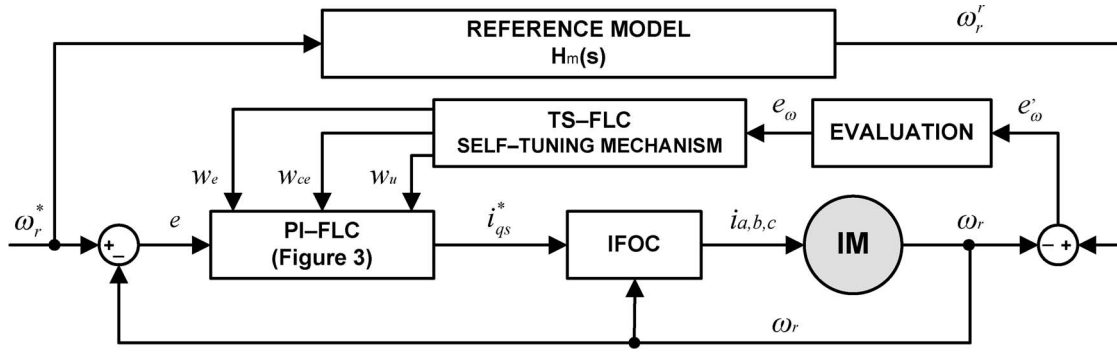 REFERENCE MODEL
Hm(s)
ω_r^r
TS–FLC
SELF–TUNING MECHANISM
e_ω
EVALUATION
e_ω^’
w_e
w_ce
w_u
ω_r^*
e
+
−
PI–FLC
(Figure 3)
i_qs^*
IFOC
i_a,b,c
IM
ω_r
− +
ω_r